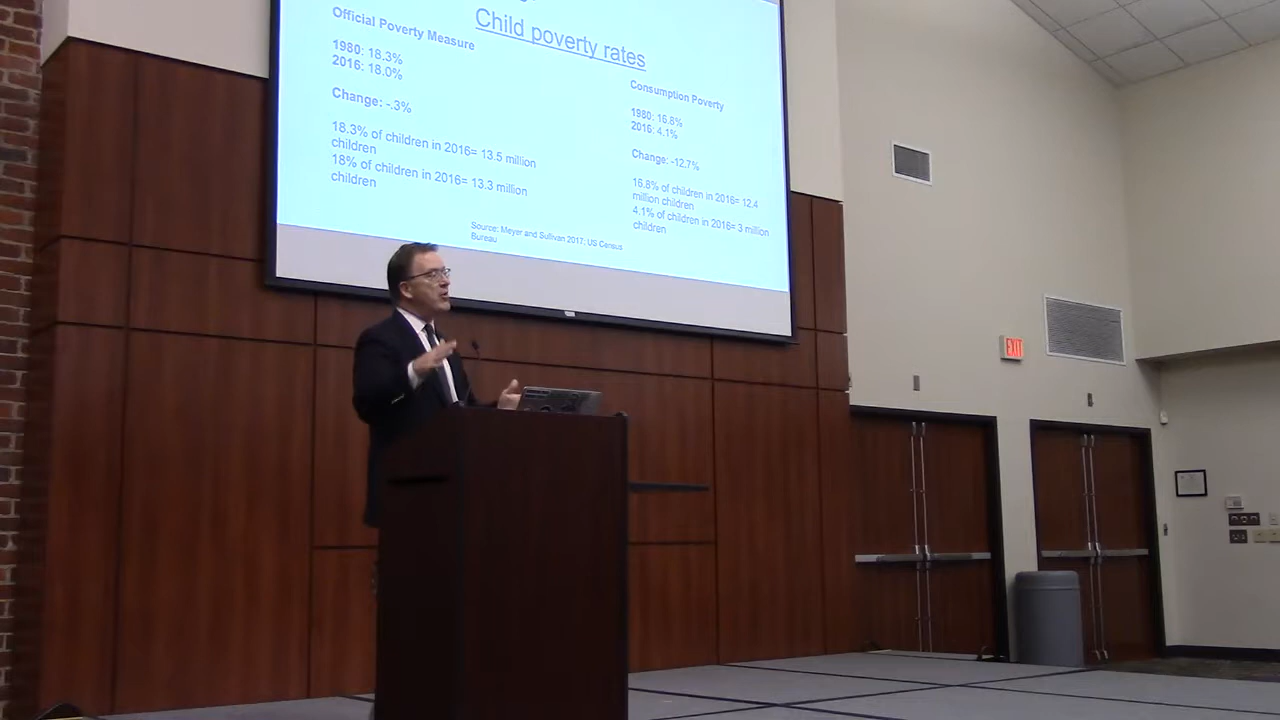 Child poverty rates
Official Poverty Measure
1980: 18.3%
2016: 18.0%
Change: -.3%
18.3% of children in 2016= 13.5 million
children
18% of children in 2016= 13.3 million
children
Consumption Poverty
1980: 16.8%
2016: 4.1%
Change: -12.7%
16.8% of children in 2016= 12.4
million children
4.1% of children in 2016= 3 million
children
Source: Meyer and Sullivan 2017; US Census
Bureau
EXIT